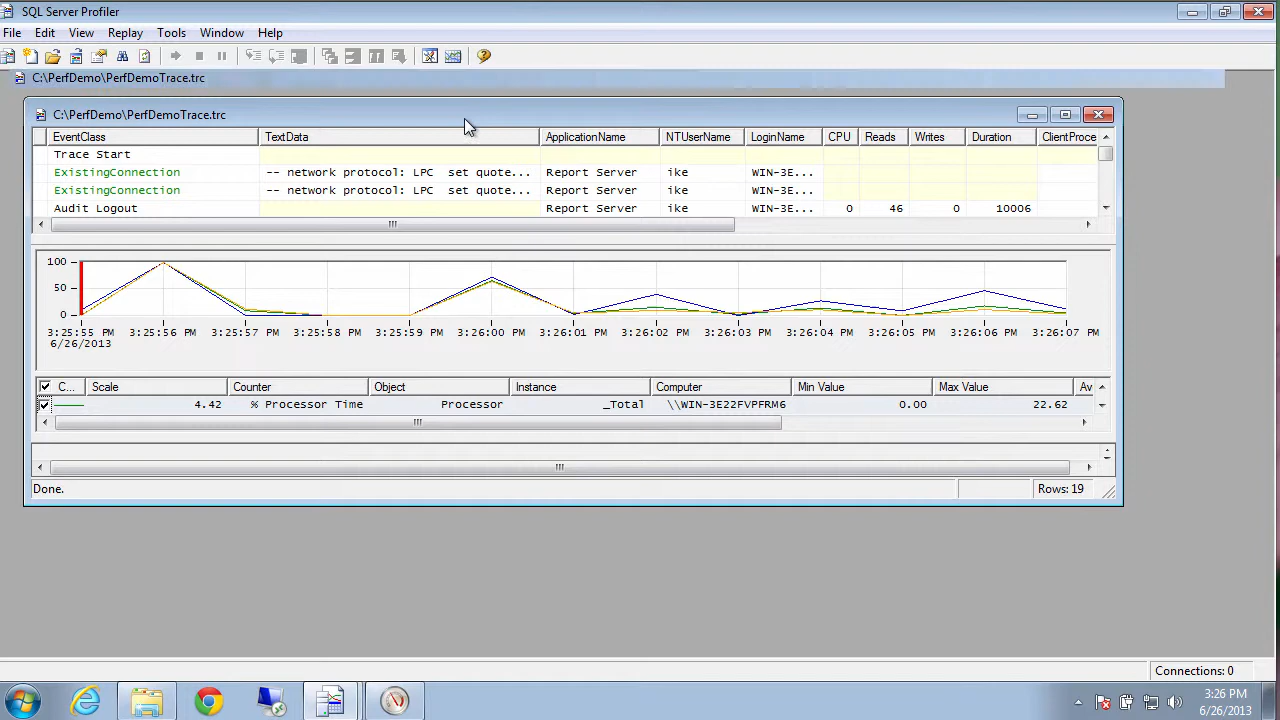 SQL Server Profiler
File Edit View Replay Tools Window Help
C:\PerfDemo\PerfDemoTrace.trc
C:\PerfDemo\PerfDemoTrace.trc
EventClass TextData ApplicationName NTUserName LoginName CPU Reads Writes Duration ClientProce
Trace Start
ExistingConnection -- network protocol: LPC set quote... Report Server ike WIN-3E...
ExistingConnection -- network protocol: LPC set quote... Report Server ike WIN-3E...
Audit Logout Report Server ike WIN-3E... 0 46 0 10006
100
50
0
3:25:55 PM 3:25:56 PM 3:25:57 PM 3:25:59 PM 3:26:00 PM 3:26:01 PM 3:26:02 PM 3:26:03 PM 3:26:04 PM 3:26:05 PM 3:26:06 PM 3:26:07 PM
6/26/2013
C... Scale Counter Object Instance Computer Min Value Max Value Av
4.42 % Processor Time Processor _Total \\WIN-3E22FVPFRM6 0.00 22.62
Done. Rows: 19
Connections: 0
3:26 PM
6/26/2013